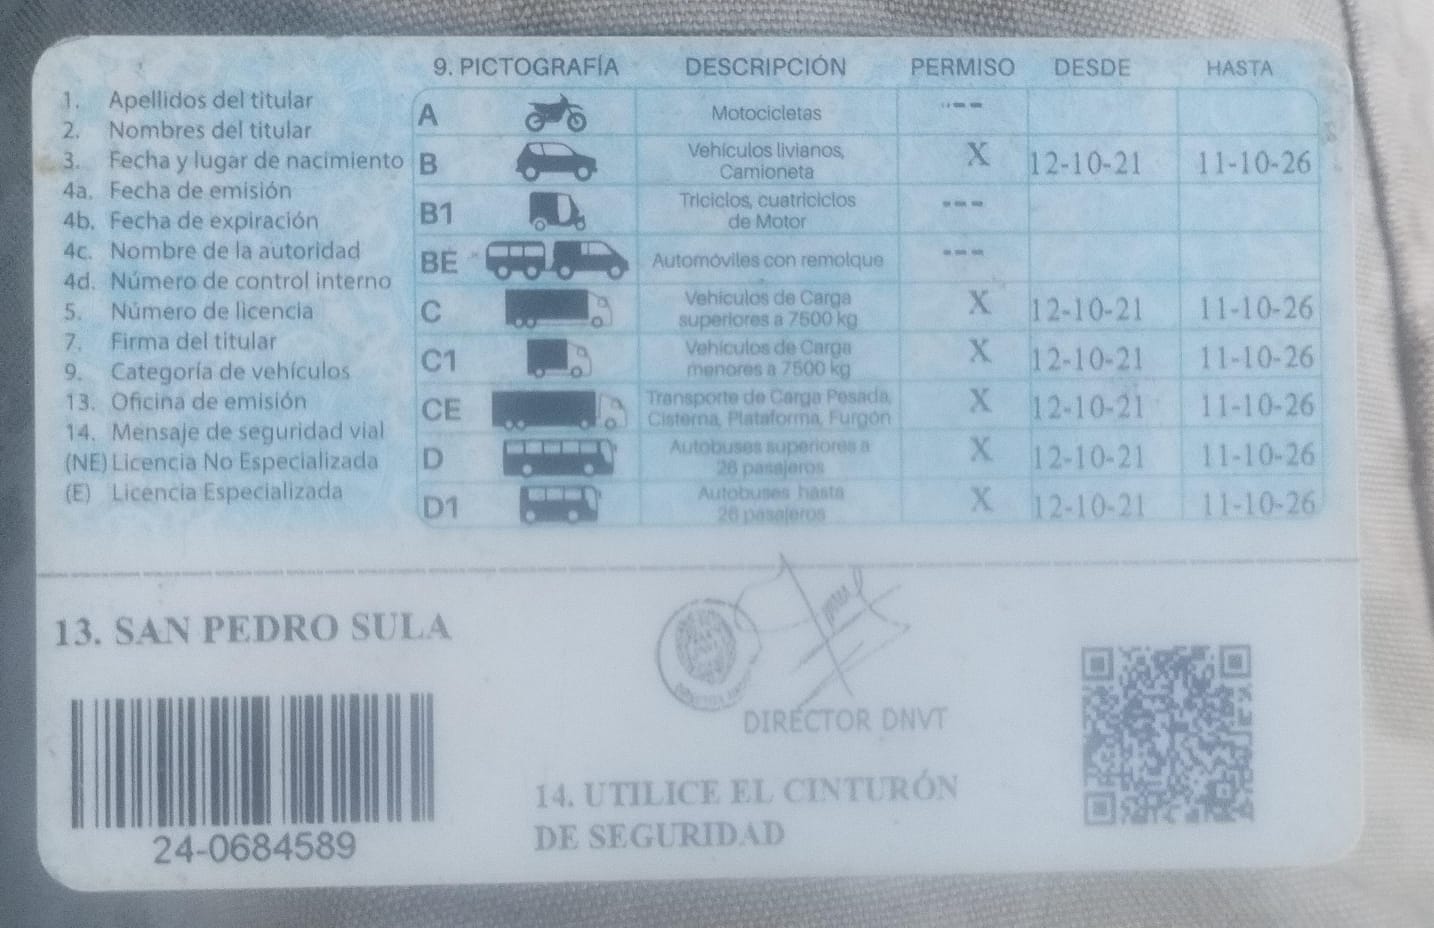 1. Apellidos del titular
2. Nombres del titular
3. Fecha y lugar de nacimiento
4a. Fecha de emisión
4b. Fecha de expiración
4c. Nombre de la autoridad
4d. Número de control interno
5. Número de licencia
7. Firma del titular
9. Categoría de vehículos
13. Oficina de emisión
14. Mensaje de seguridad vial
(NE) Licencia No Especializada
(E) Licencia Especializada
9. PICTOGRAFÍA DESCRIPCIÓN PERMISO DESDE HASTA
A Motocicletas ---
B Vehículos livianos, Camioneta X 12-10-21 11-10-26
B1 Triciclos, cuatriciclos de Motor ---
BE Automóviles con remolque ---
C Vehículos de Carga superiores a 7500 kg X 12-10-21 11-10-26
C1 Vehículos de Carga menores a 7500 kg X 12-10-21 11-10-26
CE Transporte de Carga Pesada, Cisterna, Plataforma, Furgón X 12-10-21 11-10-26
D Autobuses superiores a 26 pasajeros X 12-10-21 11-10-26
D1 Autobuses hasta 26 pasajeros X 12-10-21 11-10-26
13. SAN PEDRO SULA
24-0684589
DIRECTOR DNVT
14. UTILICE EL CINTURÓN
DE SEGURIDAD